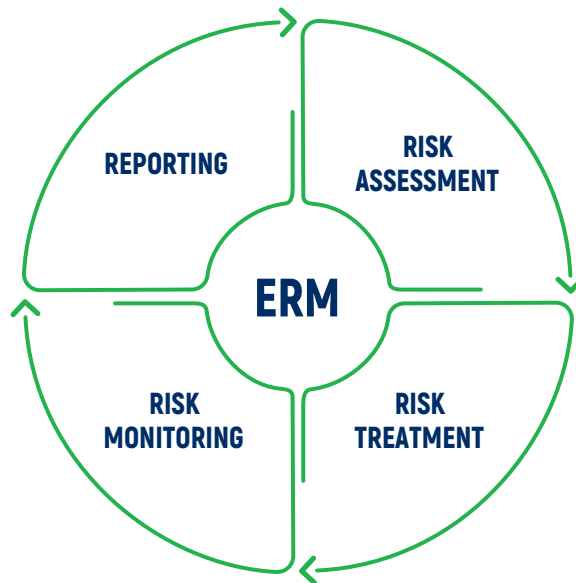 REPORTING
RISK
ASSESSMENT
ERM
RISK
MONITORING
RISK
TREATMENT